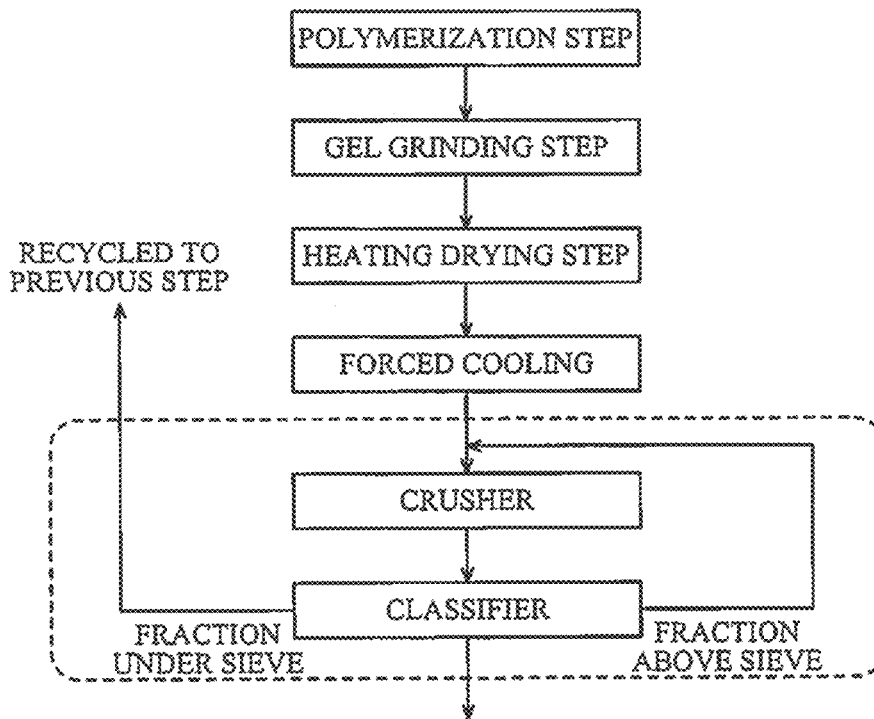 POLYMERIZATION STEP
GEL GRINDING STEP
HEATING DRYING STEP
RECYCLED TO
PREVIOUS STEP
FORCED COOLING
CRUSHER
CLASSIFIER
FRACTION
UNDER SIEVE
FRACTION
ABOVE SIEVE